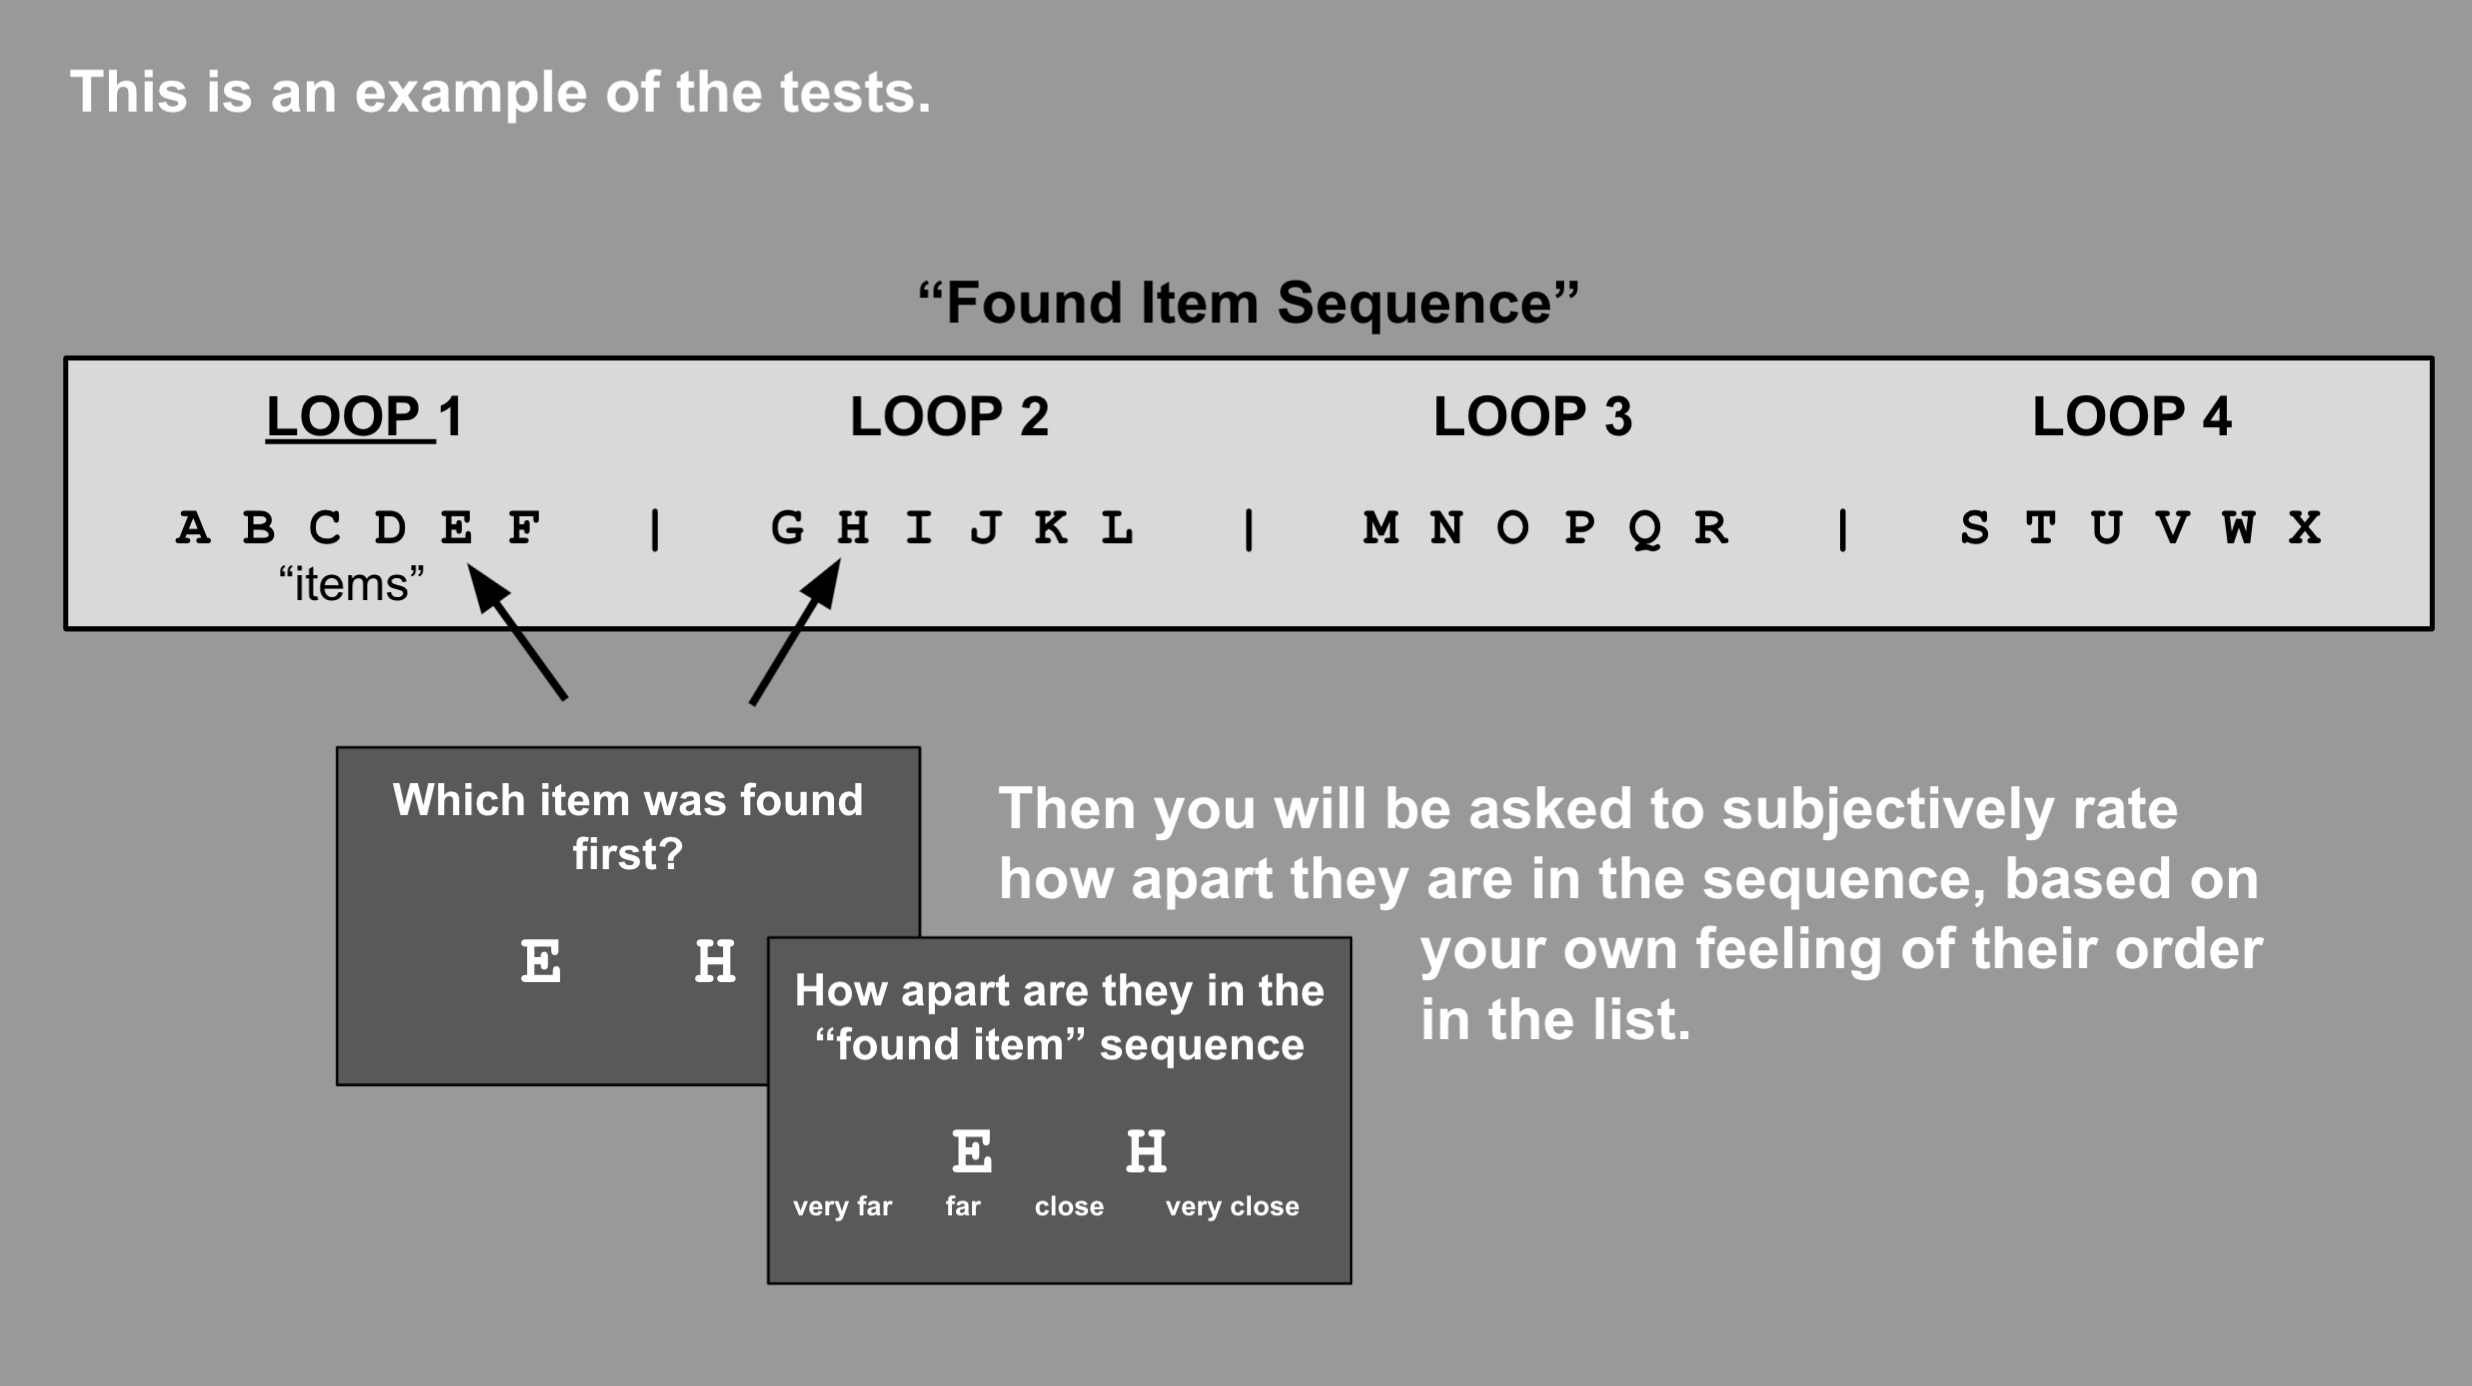 This is an example of the tests.
“Found Item Sequence”
LOOP 1 LOOP 2 LOOP 3 LOOP 4
A B C D E F | G H I J K L | M N O P Q R | S T U V W X
“items”
Which item was found
first?
E H
Then you will be asked to subjectively rate
how apart they are in the sequence, based on
your own feeling of their order
in the list.
How apart are they in the
“found item” sequence
E H
very far far close very close